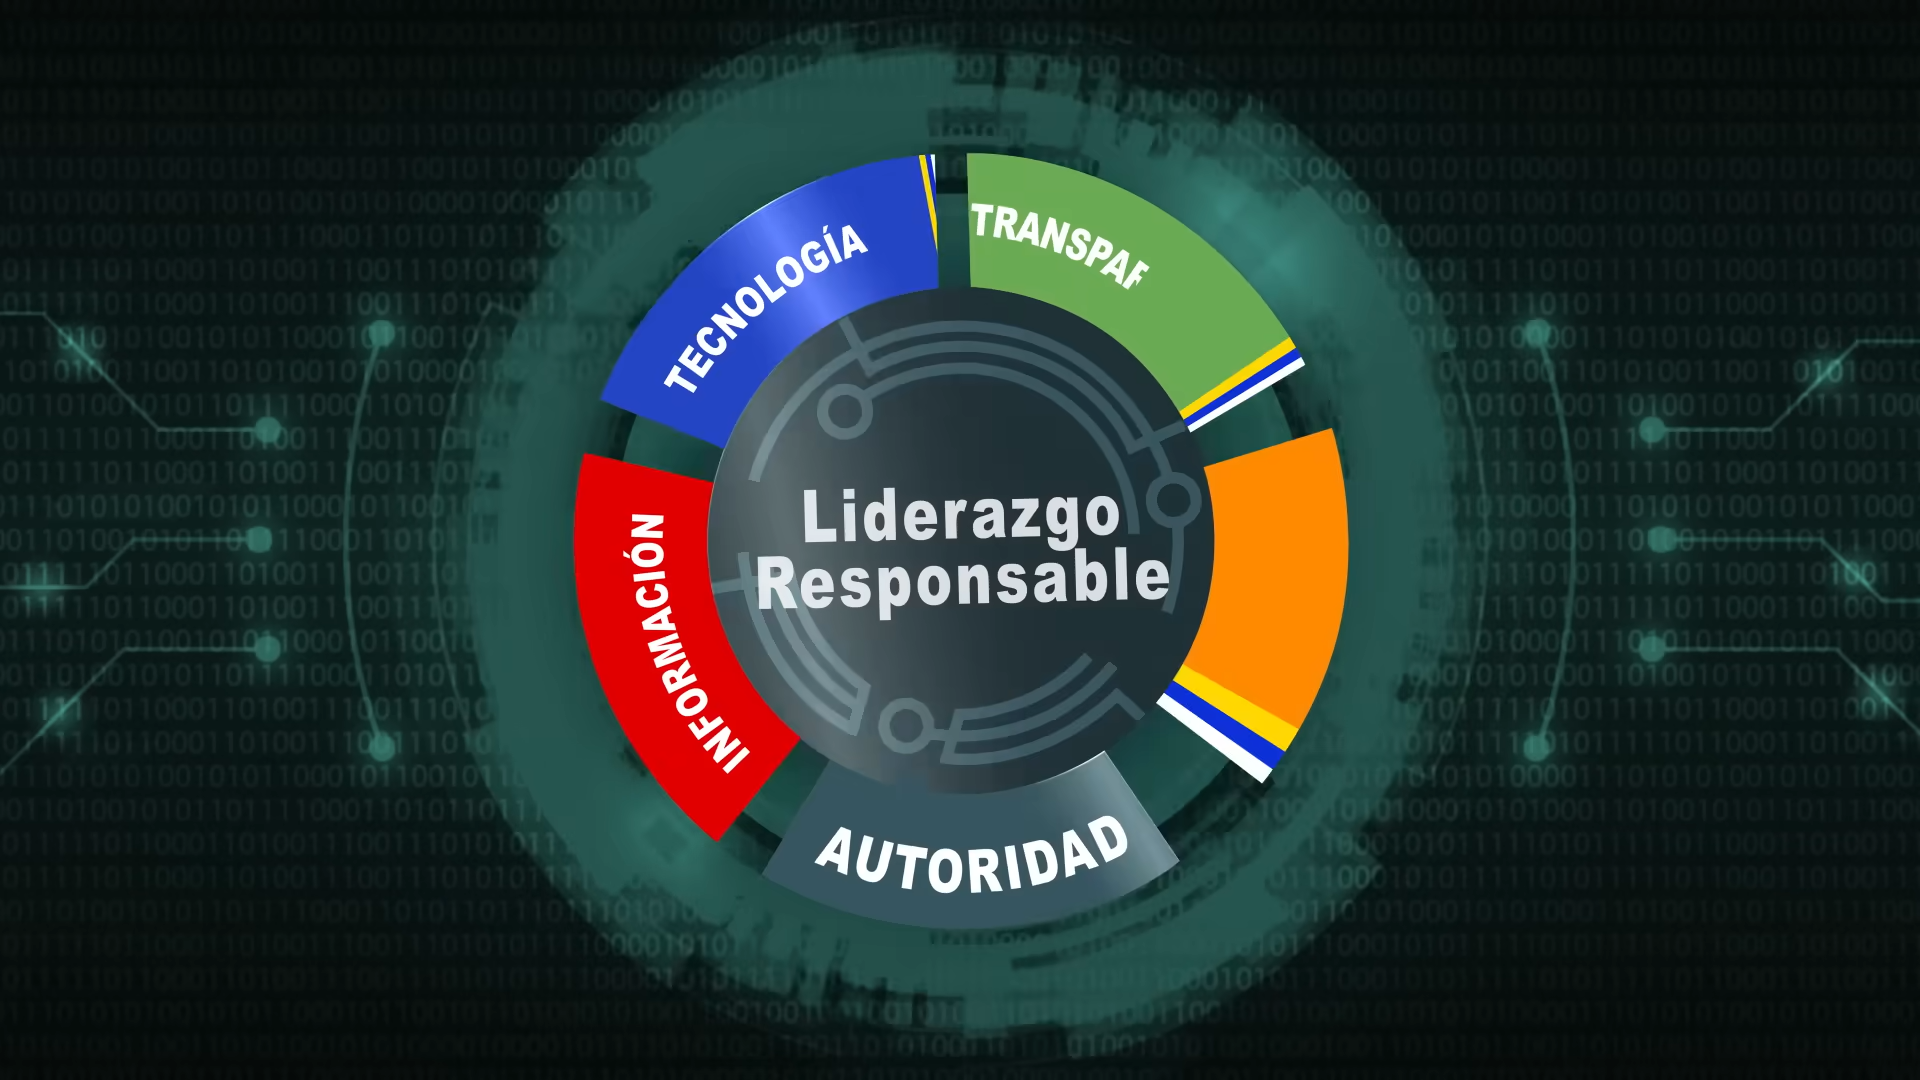 TECNOLOGÍA
TRANSPAR
Liderazgo
Responsable
INFORMACIÓN
AUTORIDAD